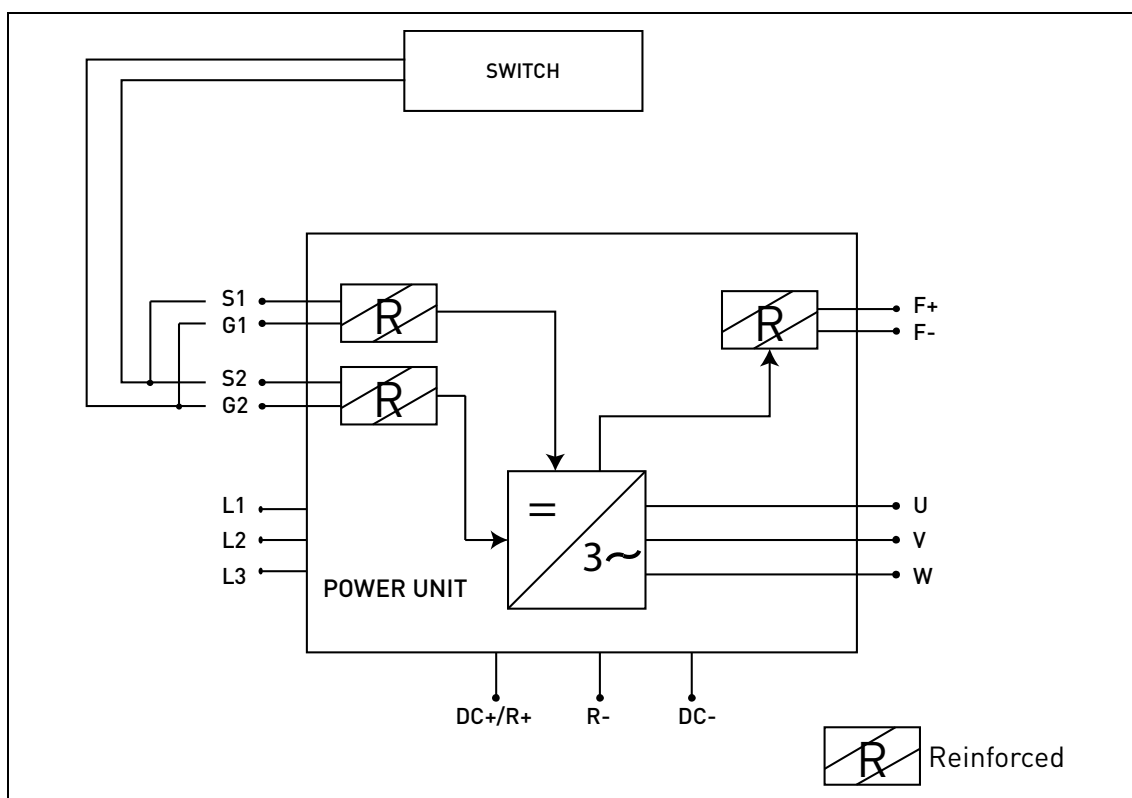 SWITCH
S1
G1
R
S2
G2
R
R
F+
F-
L1
L2
L3
=
3~
U
V
W
POWER UNIT
DC+/R+
R-
DC-
R
Reinforced